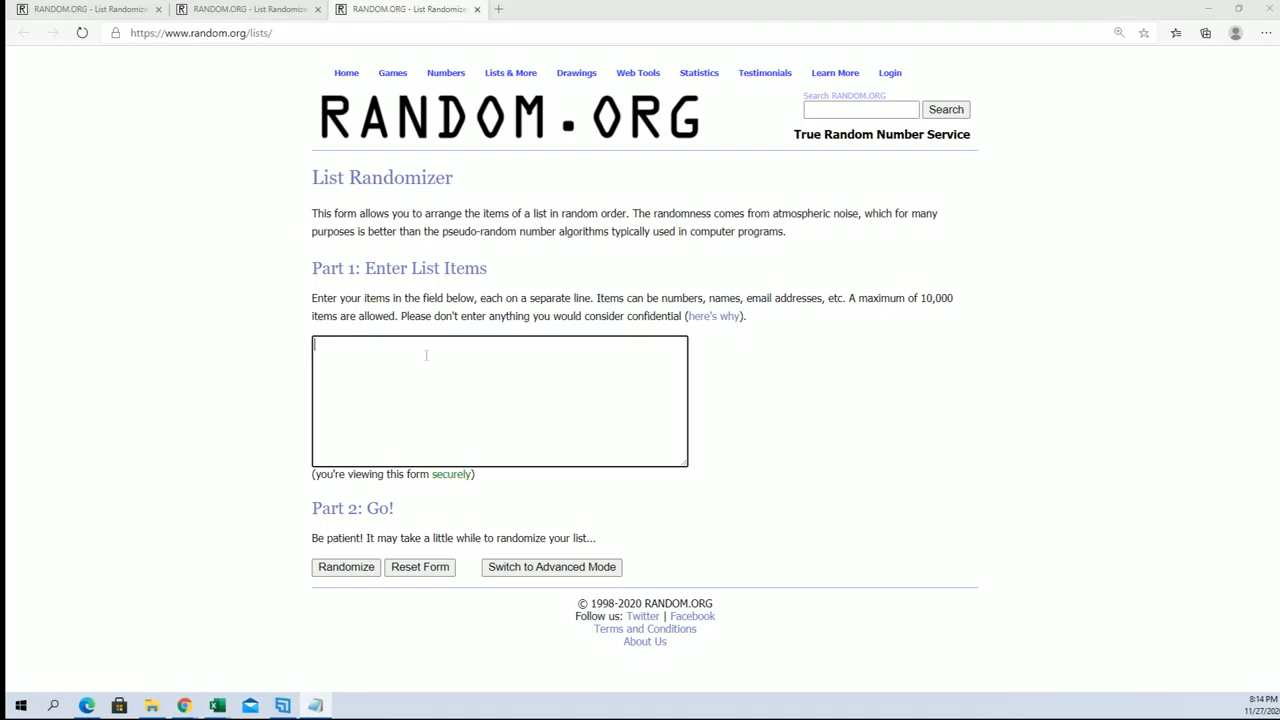 RANDOM.ORG - List Randomize
RANDOM.ORG - List Randomize
RANDOM.ORG - List Randomize
https://www.random.org/lists/
Home Games Numbers Lists & More Drawings Web Tools Statistics Testimonials Learn More Login
RANDOM.ORG
Search RANDOM.ORG
Search
True Random Number Service
List Randomizer
This form allows you to arrange the items of a list in random order. The randomness comes from atmospheric noise, which for many
purposes is better than the pseudo-random number algorithms typically used in computer programs.
Part 1: Enter List Items
Enter your items in the field below, each on a separate line. Items can be numbers, names, email addresses, etc. A maximum of 10,000
items are allowed. Please don't enter anything you would consider confidential (here's why).
(you're viewing this form securely)
Part 2: Go!
Be patient! It may take a little while to randomize your list...
Randomize Reset Form Switch to Advanced Mode
© 1998-2020 RANDOM.ORG
Follow us: Twitter | Facebook
Terms and Conditions
About Us
8:14 PM